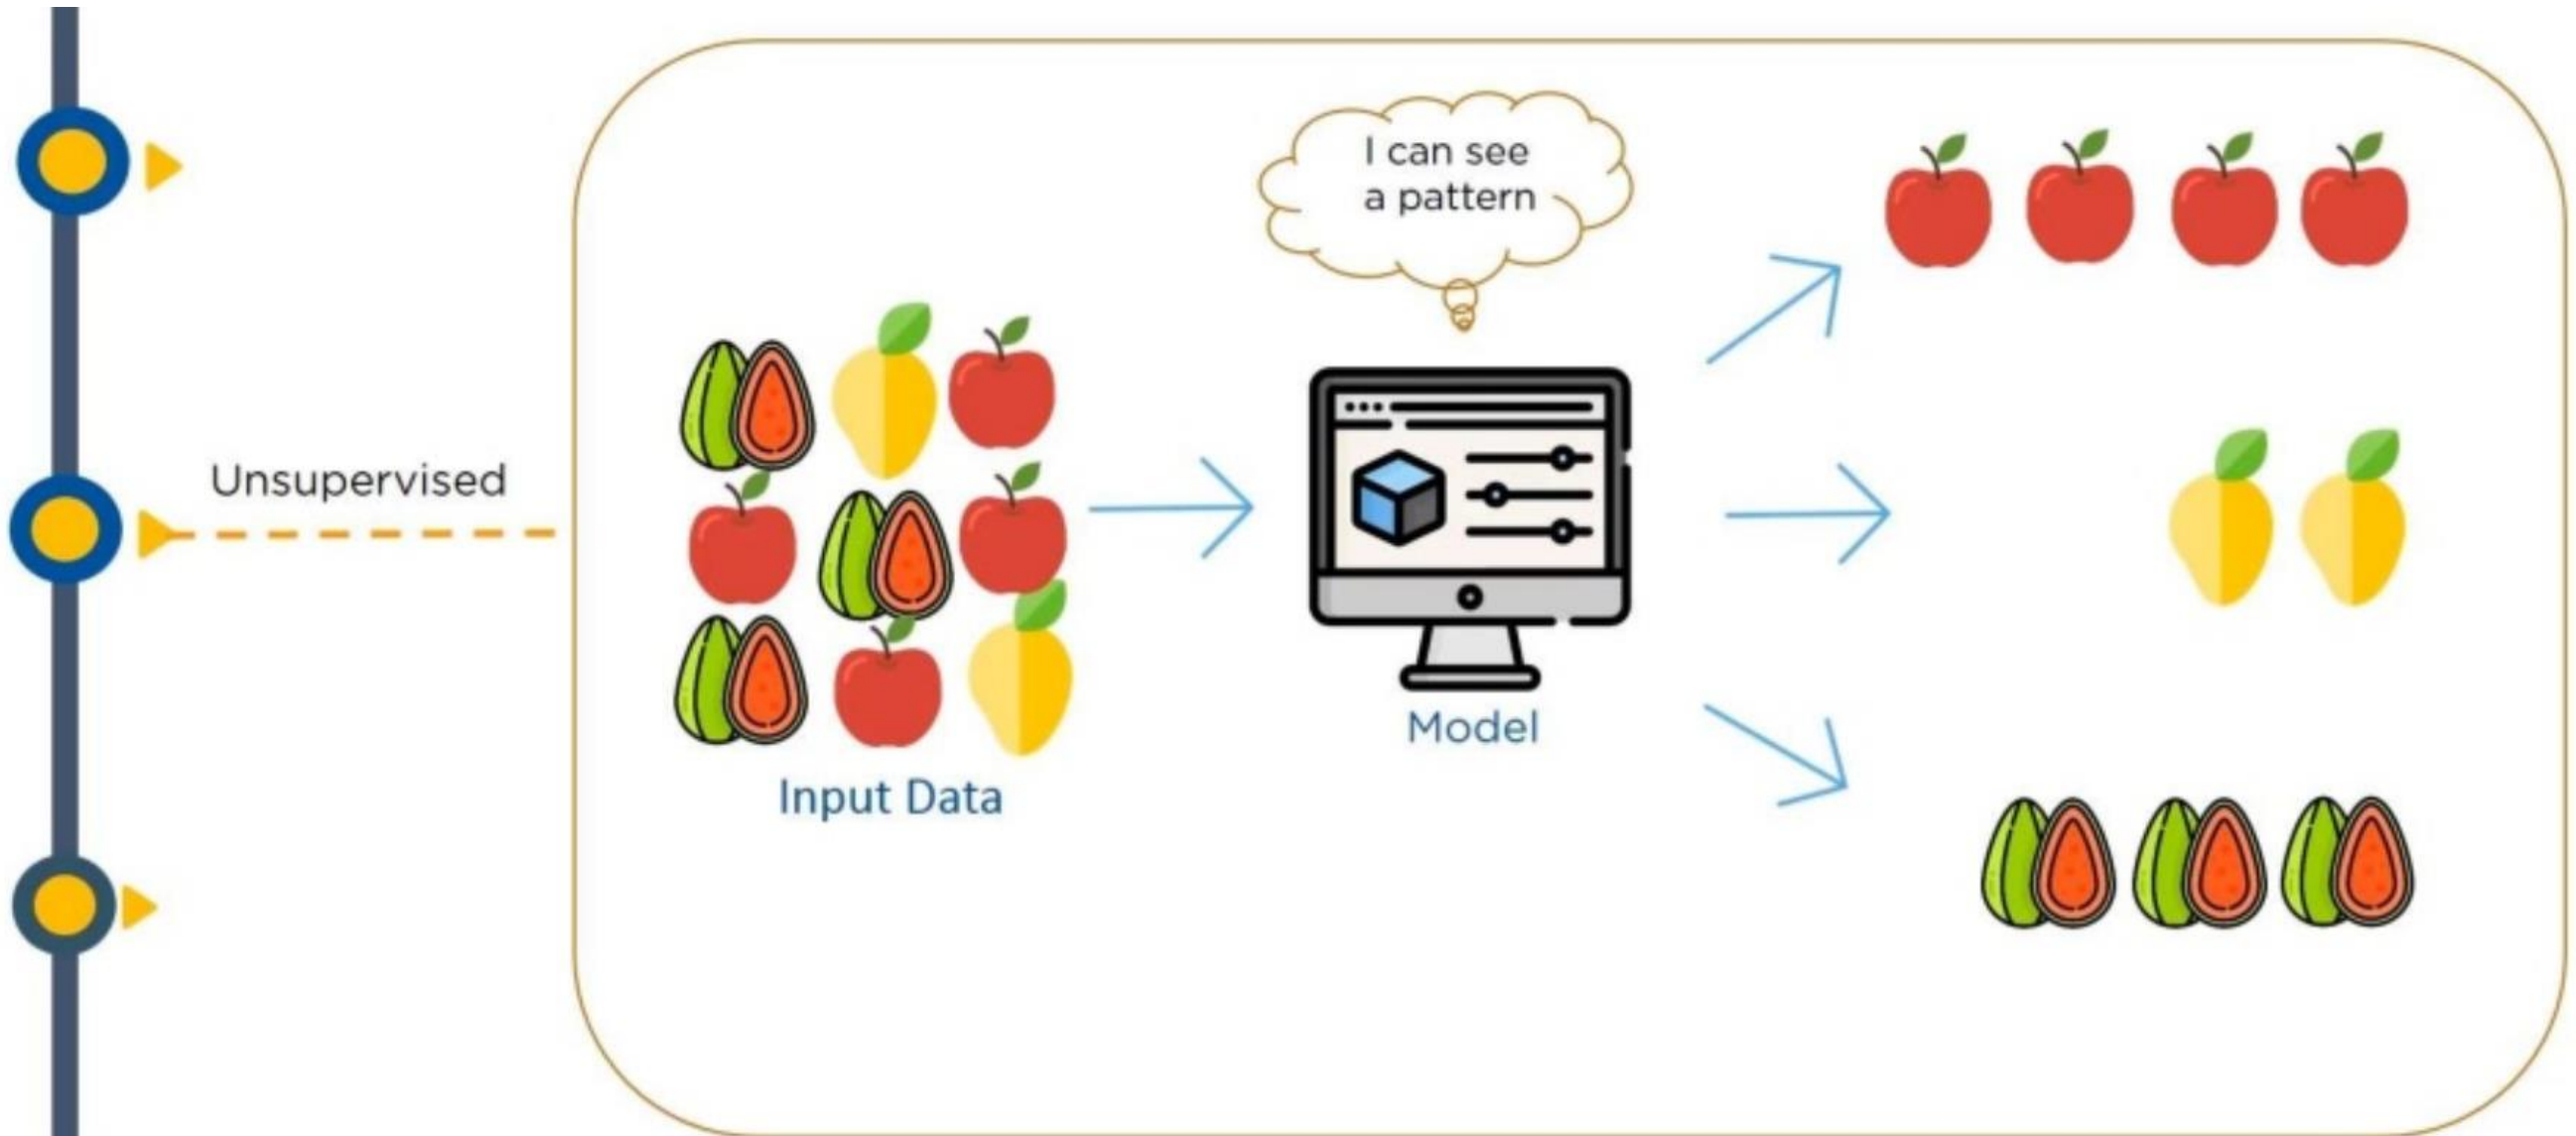 I can see
a pattern
Unsupervised
Model
Input Data